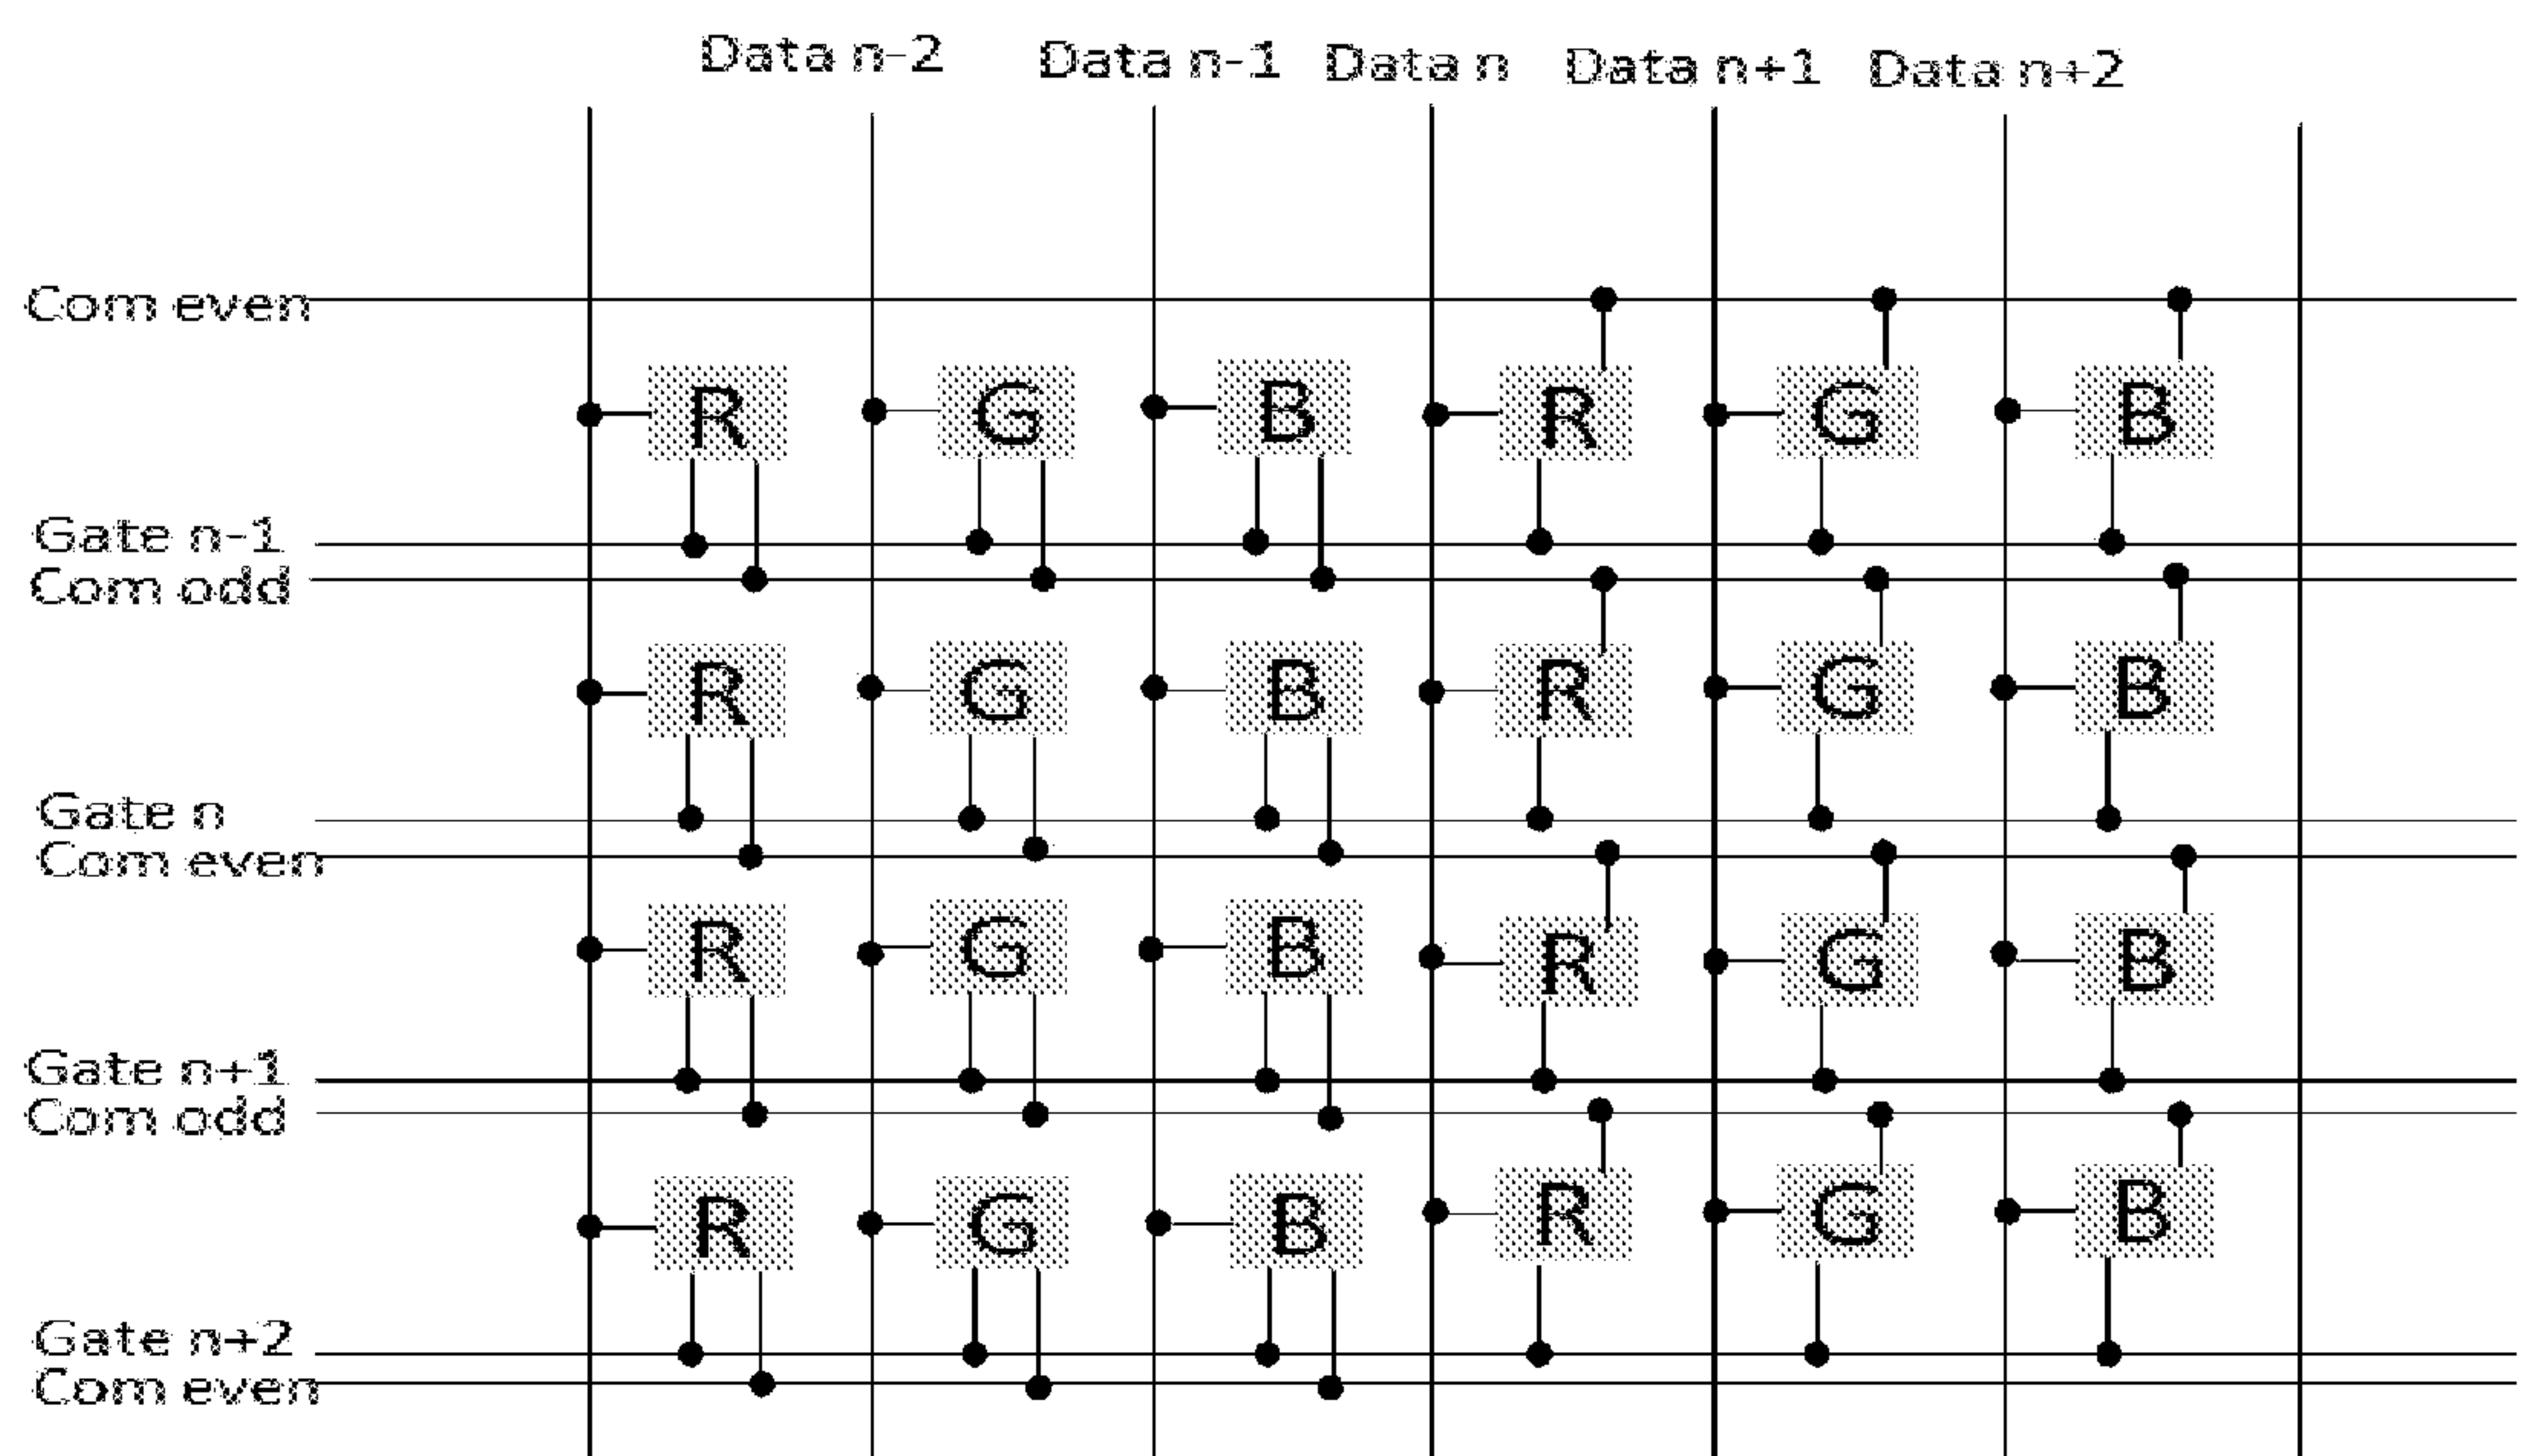 Data n-2 Data n-1 Data n Data n+1 Data n+2
Com even
R G B R G B
Gate n-1
Com odd
R G B R G B
Gate n
Com even
R G B R G B
Gate n+1
Com odd
R G B R G B
Gate n+2
Com even